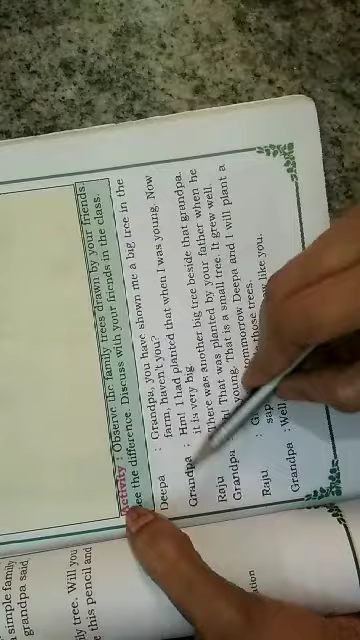 Activity : Observe the family trees drawn by your friends.
See the difference. Discuss with your friends in the class.
Deepa : Grandpa, you have shown me a big tree in the
farm, haven't you?
Grandpa : Hm! I had planted that when I was young. Now
it is very big
Raju : There was another big tree beside that grandpa.
Grandpa : That was planted by your father when he
young. That is a small tree. It grew well.
Raju : tommorrow Deepa and I will plant a
sap those trees.
Grandpa : Well, like you.
simple family
grandpa said
ly tree. Will you
this pencil and